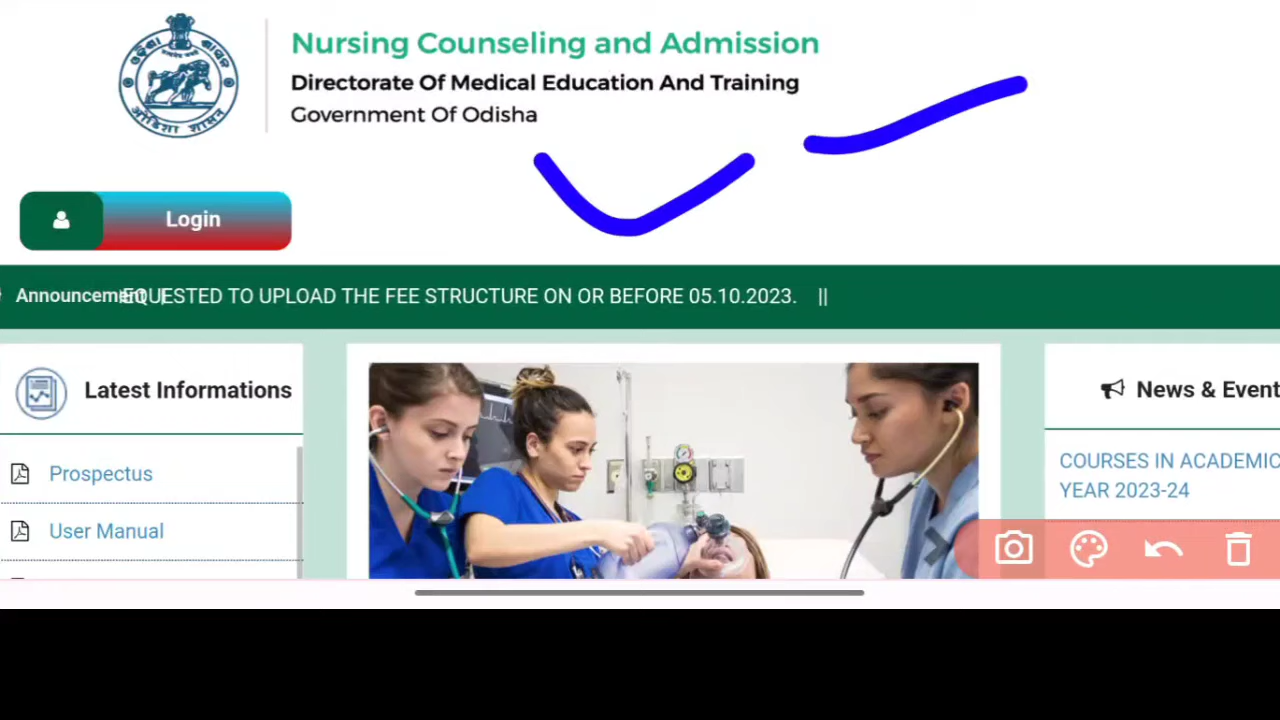 Nursing Counseling and Admission
Directorate Of Medical Education And Training
Government Of Odisha
Login
EQUESTED TO UPLOAD THE FEE STRUCTURE ON OR BEFORE 05.10.2023. ||
Latest Informations
Prospectus
User Manual
News & Event
COURSES IN ACADEMIC
YEAR 2023-24